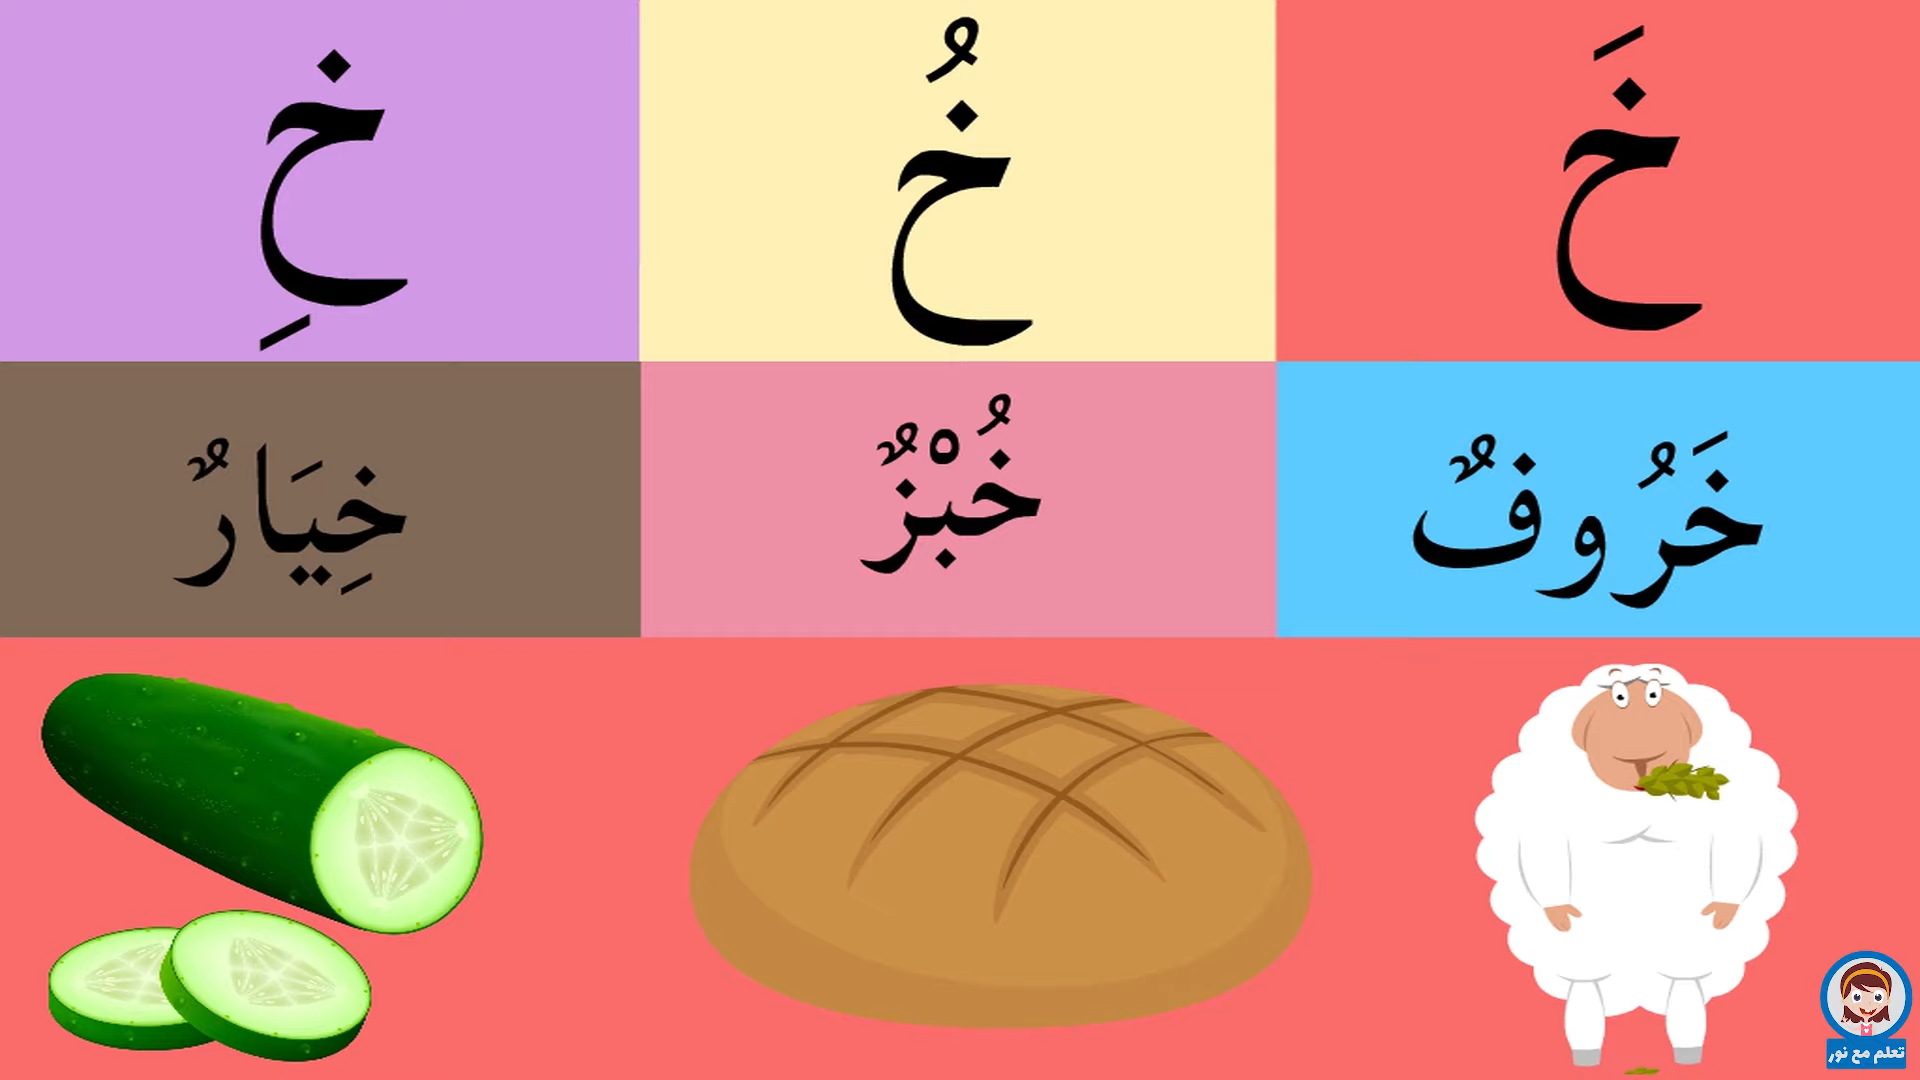 خَ خُ خِ
خَرُوفٌ خُبْزٌ خِيَارٌ
تعلم مع نور